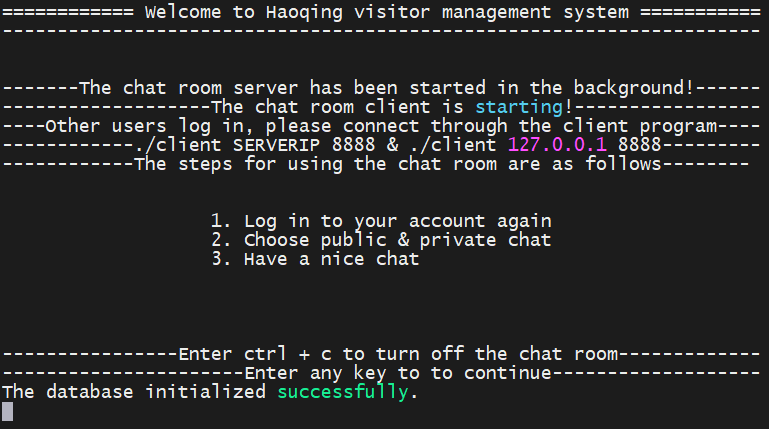 ============ Welcome to Haoqing visitor management system ===========
---------------------------------------------------------------------
-------The chat room server has been started in the background!------
-------------------The chat room client is starting!-----------------
----Other users log in, please connect through the client program----
------------./client SERVERIP 8888 & ./client 127.0.0.1 8888---------
------------The steps for using the chat room are as follows--------
1. Log in to your account again
2. Choose public & private chat
3. Have a nice chat
----------------Enter ctrl + c to turn off the chat room-------------
----------------------Enter any key to to continue-------------------
The database initialized successfully.